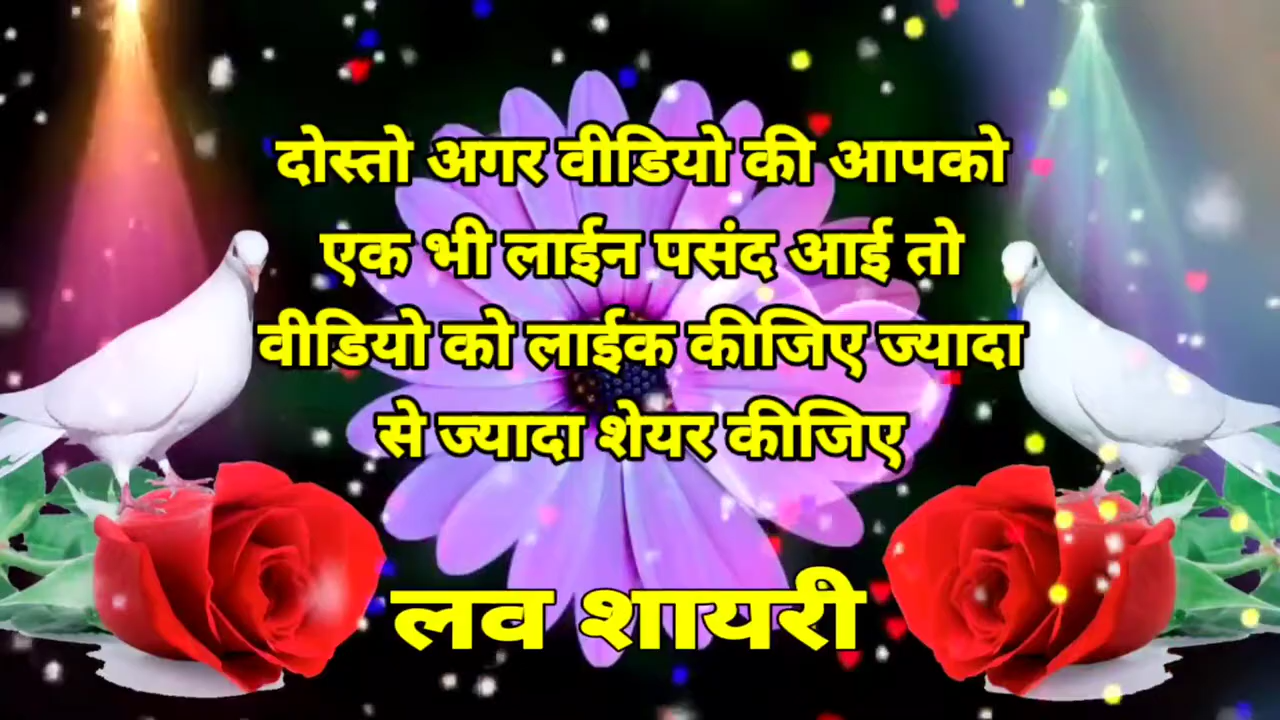 दोस्तो अगर वीडियो की आपको
एक भी लाईन पसंद आई तो
वीडियो को लाईक कीजिए ज्यादा
से ज्यादा शेयर कीजिए
लव शायरी